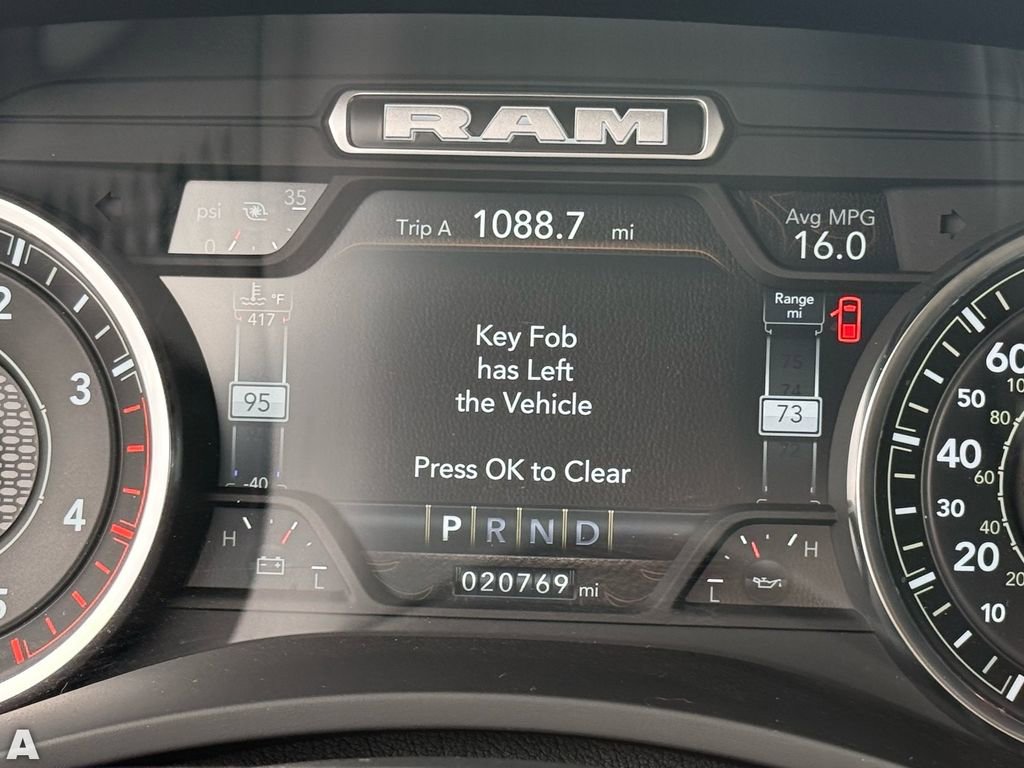 RAM
psi 35
0
Trip A 1088.7 mi
Avg MPG
16.0
°F
417
95
-40
Range
mi
75
74
73
72
Key Fob
has Left
the Vehicle
Press OK to Clear
P R N D
020769 mi
H
L
H
L
2
3
4
5
60
50
40
30
20
10
80
60
40
20
A